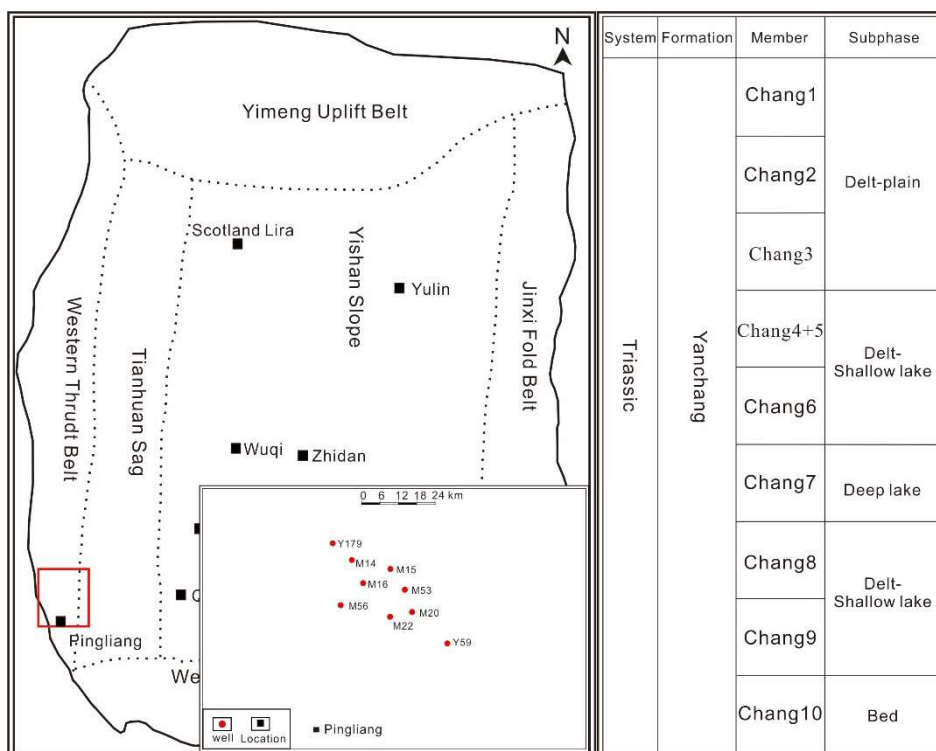 N
Yimeng Uplift Belt
Scotland Lira
Yulin
Yishan Slope
Jinxi Fold Belt
Western Thrudt Belt
Tianhuan Sag
Wuqi
Zhidan
Pingliang
We
0 6 12 18 24 km
Y179
M14
M15
M16
M53
M56
M20
M22
Y59
well
Location
Pingliang
System Formation Member Subphase
Triassic
Yanchang
Chang1
Chang2
Delt-plain
Chang3
Chang4+5
Delt-
Shallow lake
Chang6
Chang7
Deep lake
Chang8
Delt-
Shallow lake
Chang9
Chang10
Bed